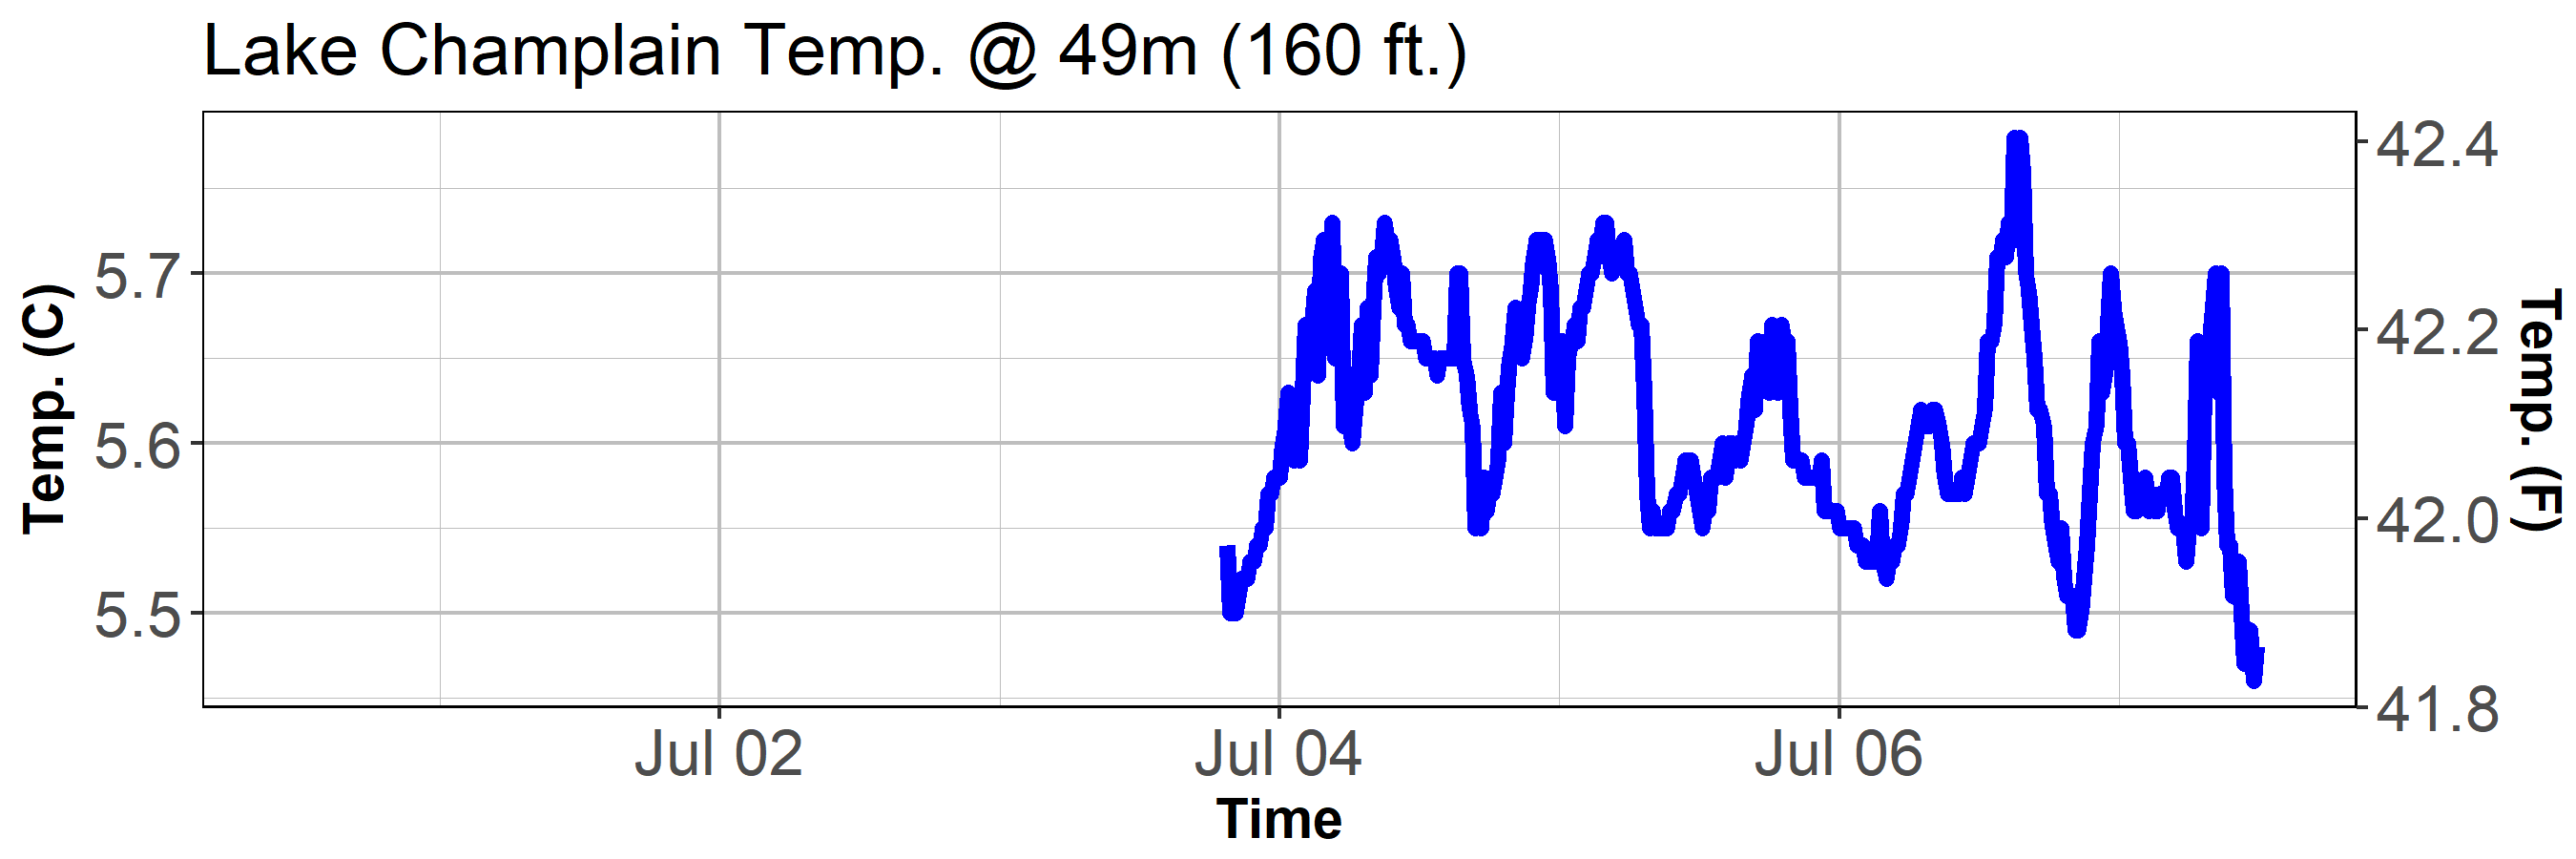 Lake Champlain Temp. @ 49m (160 ft.)
Temp. (C)
5.7
5.6
5.5
42.4
42.2
42.0
41.8
Temp. (F)
Jul 02 Jul 04 Jul 06
Time